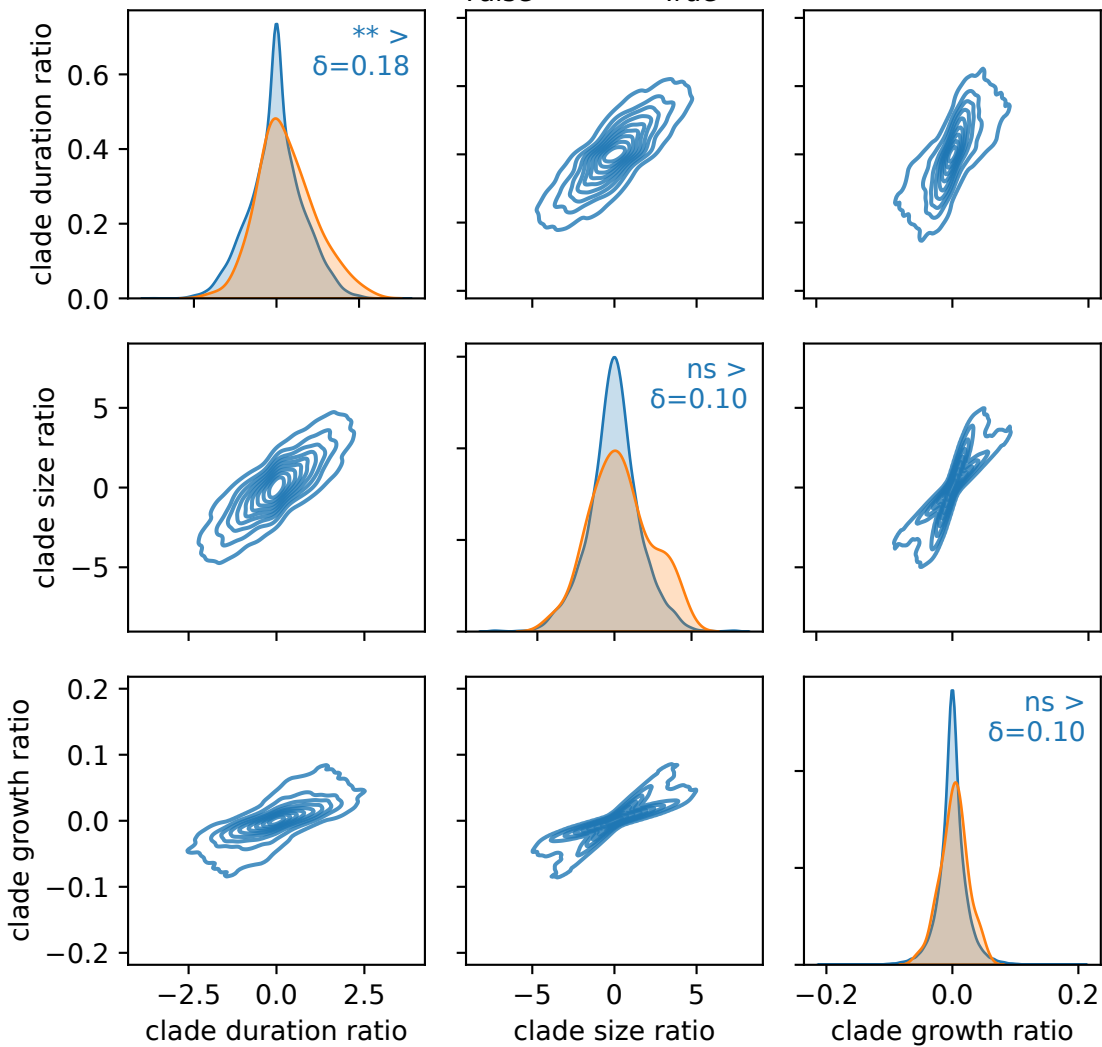 ** >
δ=0.18
clade duration ratio
0.6
0.4
0.2
0.0
ns >
δ=0.10
clade size ratio
5
0
−5
ns >
δ=0.10
clade growth ratio
0.2
0.1
0.0
−0.1
−0.2
−2.5 0.0 2.5
−5 0 5
−0.2 0.0 0.2
clade duration ratio
clade size ratio
clade growth ratio